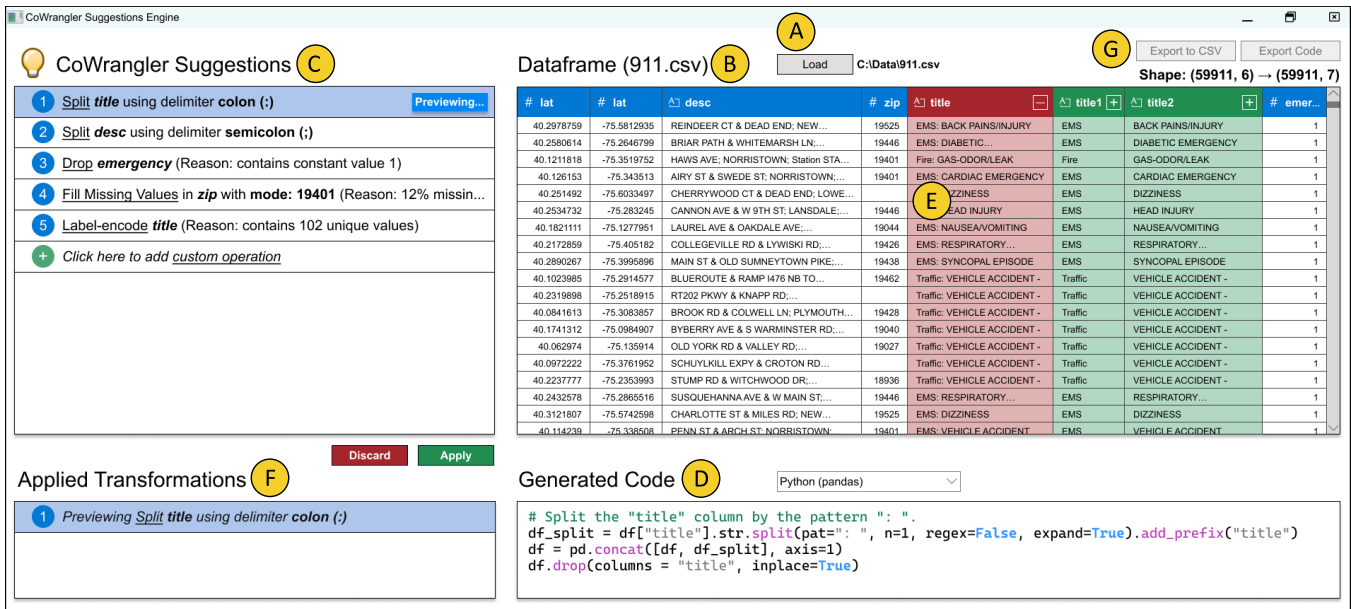 CoWrangler Suggestions Engine
A
CoWrangler Suggestions C
Dataframe (911.csv) B
Load C:\Data\911.csv
G Export to CSV Export Code
Shape: (59911, 6) → (59911, 7)
1 Split title using delimiter colon (:) Previewing...
2 Split desc using delimiter semicolon (;)
3 Drop emergency (Reason: contains constant value 1)
4 Fill Missing Values in zip with mode: 19401 (Reason: 12% missin...
5 Label-encode title (Reason: contains 102 unique values)
+ Click here to add custom operation
# lat # lat desc # zip title title1 + title2 + # emer...
40.2978759 -75.5812935 REINDEER CT & DEAD END; NEW... 19525 EMS: BACK PAINS/INJURY EMS BACK PAINS/INJURY 1
40.2580614 -75.2646799 BRIAR PATH & WHITEMARSH LN;... 19446 EMS: DIABETIC... EMS DIABETIC EMERGENCY 1
40.1211818 -75.3519752 HAWS AVE; NORRISTOWN; Station STA... 19401 Fire: GAS-ODOR/LEAK Fire GAS-ODOR/LEAK 1
40.126153 -75.343513 AIRY ST & SWEDE ST; NORRISTOWN;... 19401 EMS: CARDIAC EMERGENCY EMS CARDIAC EMERGENCY 1
40.251492 -75.6033497 CHERRYWOOD CT & DEAD END; LOWE... DIZZINESS EMS DIZZINESS 1
E
40.2534732 -75.283245 CANNON AVE & W 9TH ST; LANSDALE;... 19446 HEAD INJURY EMS HEAD INJURY 1
40.1821111 -75.1277951 LAUREL AVE & OAKDALE AVE;... 19044 EMS: NAUSEA/VOMITING EMS NAUSEA/VOMITING 1
40.2172859 -75.405182 COLLEGEVILLE RD & LYWISKI RD;... 19426 EMS: RESPIRATORY... EMS RESPIRATORY... 1
40.2890267 -75.3995896 MAIN ST & OLD SUMNEYTOWN PIKE;... 19438 EMS: SYNCOPAL EPISODE EMS SYNCOPAL EPISODE 1
40.1023985 -75.2914577 BLUEROUTE & RAMP I476 NB TO... 19462 Traffic: VEHICLE ACCIDENT - Traffic VEHICLE ACCIDENT - 1
40.2319898 -75.2518915 RT202 PKWY & KNAPP RD;... Traffic: VEHICLE ACCIDENT - Traffic VEHICLE ACCIDENT - 1
40.0841613 -75.3083857 BROOK RD & COLWELL LN; PLYMOUTH... 19428 Traffic: VEHICLE ACCIDENT - Traffic VEHICLE ACCIDENT - 1
40.1741312 -75.0984907 BYBERRY AVE & S WARMINSTER RD;... 19040 Traffic: VEHICLE ACCIDENT - Traffic VEHICLE ACCIDENT - 1
40.062974 -75.135914 OLD YORK RD & VALLEY RD;... 19027 Traffic: VEHICLE ACCIDENT - Traffic VEHICLE ACCIDENT - 1
40.0972222 -75.3761952 SCHUYLKILL EXPY & CROTON RD... Traffic: VEHICLE ACCIDENT - Traffic VEHICLE ACCIDENT - 1
40.2237777 -75.2353993 STUMP RD & WITCHWOOD DR;... 18936 Traffic: VEHICLE ACCIDENT - Traffic VEHICLE ACCIDENT - 1
40.2432578 -75.2865516 SUSQUEHANNA AVE & W MAIN ST;... 19446 EMS: RESPIRATORY... EMS RESPIRATORY... 1
40.3121807 -75.5742598 CHARLOTTE ST & MILES RD; NEW... 19525 EMS: DIZZINESS EMS DIZZINESS 1
40.114239 -75.338508 PENN ST & ARCH ST; NORRISTOWN; 19401 EMS: VEHICLE ACCIDENT EMS VEHICLE ACCIDENT 1
Discard Apply
Applied Transformations F
1 Previewing Split title using delimiter colon (:)
Generated Code D
Python (pandas)
# Split the "title" column by the pattern ": ".
df_split = df["title"].str.split(pat=": ", n=1, regex=False, expand=True).add_prefix("title")
df = pd.concat([df, df_split], axis=1)
df.drop(columns = "title", inplace=True)